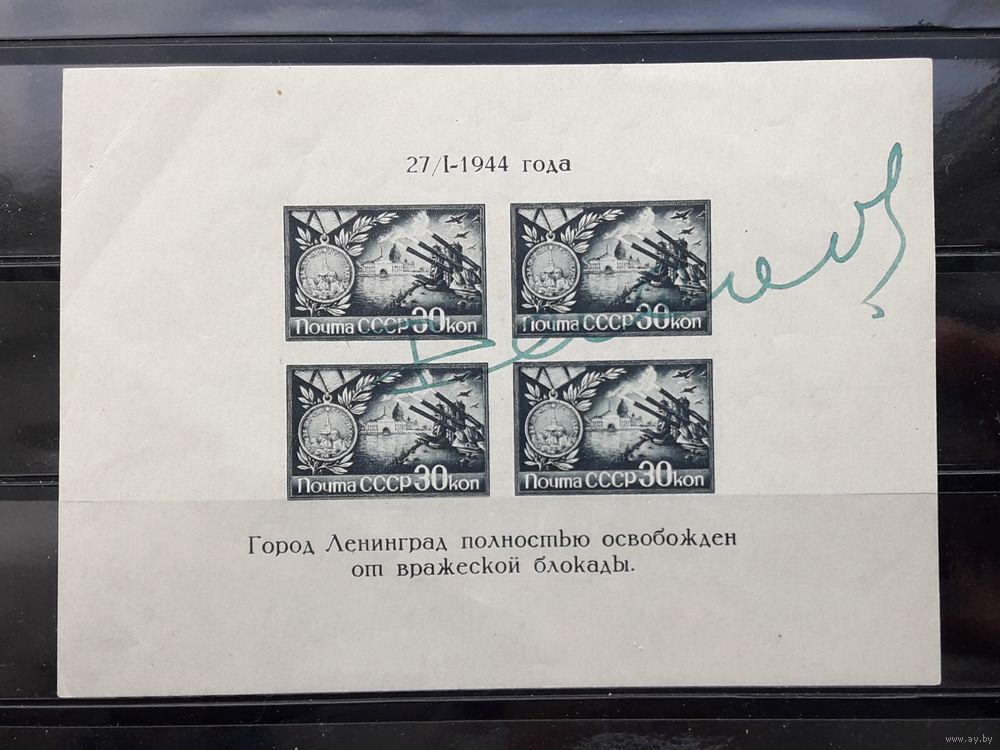 27/I-1944 года
Почта СССР 30 коп
Почта СССР 30 коп
Почта СССР 30 коп
Почта СССР 30 коп
Город Ленинград полностью освобожден
от вражеской блокады.
www.ay.by